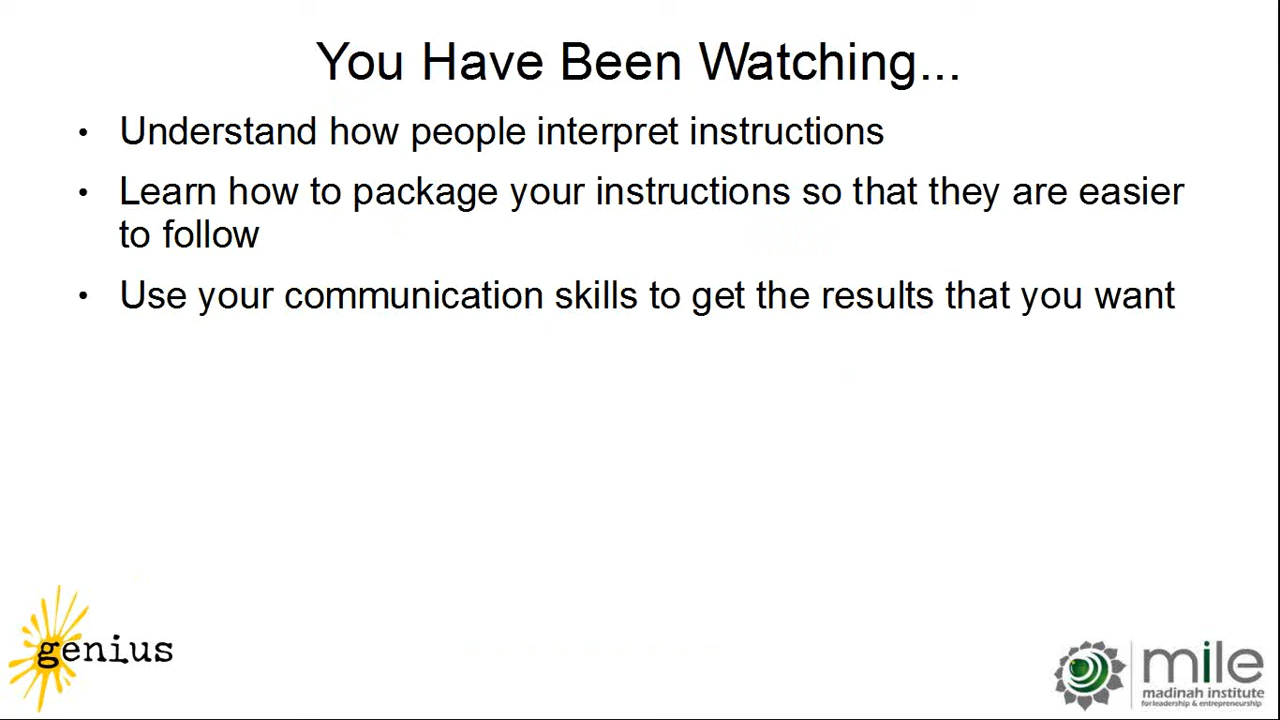 You Have Been Watching...
• Understand how people interpret instructions
• Learn how to package your instructions so that they are easier
to follow
• Use your communication skills to get the results that you want
genius
mile
madinah institute
for leadership & entrepreneurship